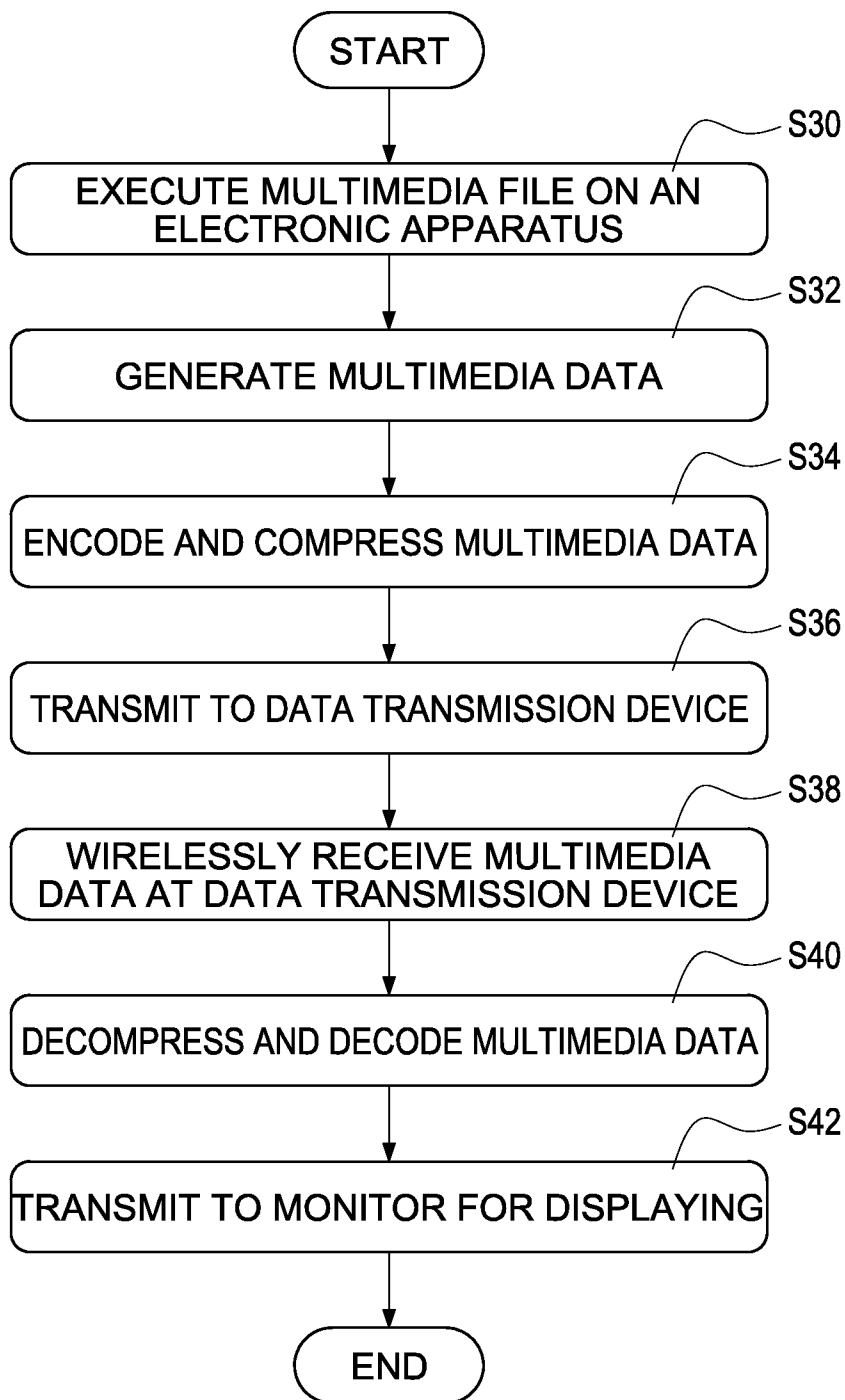 START
S30
EXECUTE MULTIMEDIA FILE ON AN
ELECTRONIC APPARATUS
S32
GENERATE MULTIMEDIA DATA
S34
ENCODE AND COMPRESS MULTIMEDIA DATA
S36
TRANSMIT TO DATA TRANSMISSION DEVICE
S38
WIRELESSLY RECEIVE MULTIMEDIA
DATA AT DATA TRANSMISSION DEVICE
S40
DECOMPRESS AND DECODE MULTIMEDIA DATA
S42
TRANSMIT TO MONITOR FOR DISPLAYING
END